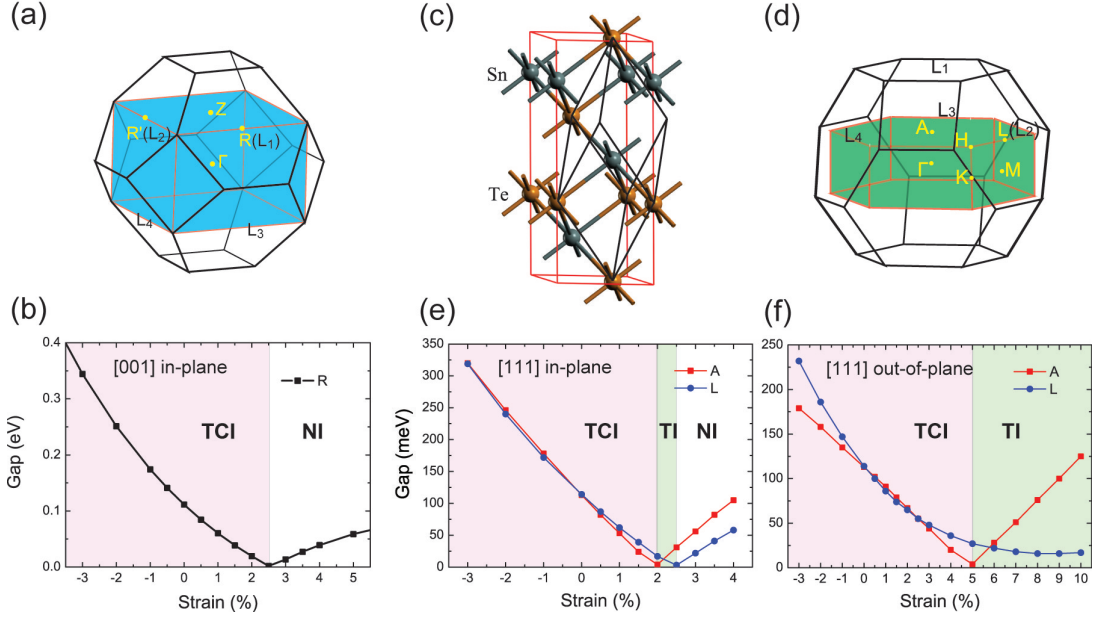 (a)
Z
R'(L2)
R(L1)
Γ
L4
L3
(c)
Sn
Te
(d)
L1
L3
L4
A
H
L(L2)
Γ
M
K
(b)
[001] in-plane
R
TCI
NI
Gap (eV)
0.4
0.3
0.2
0.1
0.0
-3 -2 -1 0 1 2 3 4 5
Strain (%)
(e)
[111] in-plane
A
L
TCI
TI
NI
Gap (meV)
350
300
250
200
150
100
50
0
-3 -2 -1 0 1 2 3 4
Strain (%)
(f)
[111] out-of-plane
A
L
TCI
TI
250
200
150
100
50
0
-3 -2 -1 0 1 2 3 4 5 6 7 8 9 10
Strain (%)